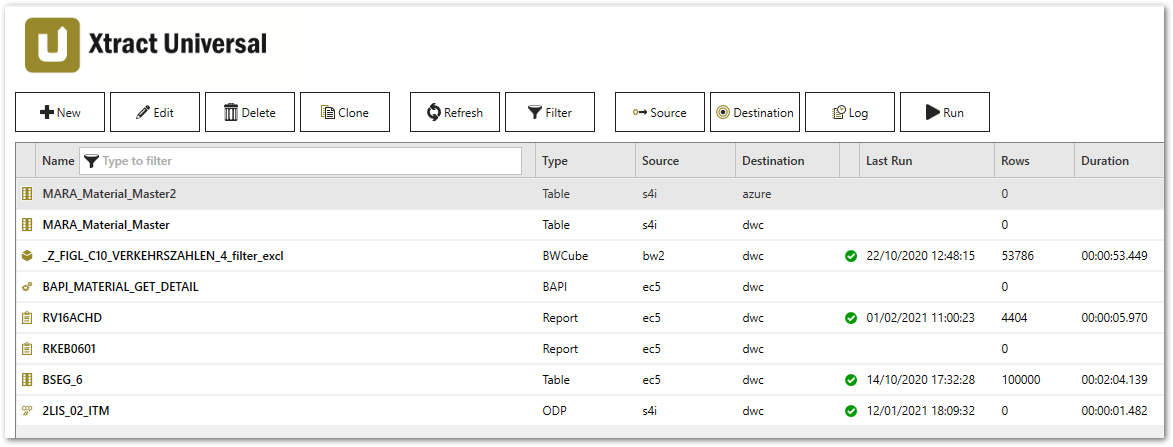 Xtract Universal
New Edit Delete Clone Refresh Filter Source Destination Log Run
Name Type to filter Type Source Destination Last Run Rows Duration
MARA_Material_Master2 Table s4i azure 0
MARA_Material_Master Table s4i dwc 0
_Z_FIGL_C10_VERKEHRSZAHLEN_4_filter_excl BWCube bw2 dwc 22/10/2020 12:48:15 53786 00:00:53.449
BAPI_MATERIAL_GET_DETAIL BAPI ec5 dwc 0
RV16ACHD Report ec5 dwc 01/02/2021 11:00:23 4404 00:00:05.970
RKEB0601 Report ec5 dwc 0
BSEG_6 Table ec5 dwc 14/10/2020 17:32:28 100000 00:02:04.139
2LIS_02_ITM ODP s4i dwc 12/01/2021 18:09:32 0 00:00:01.482